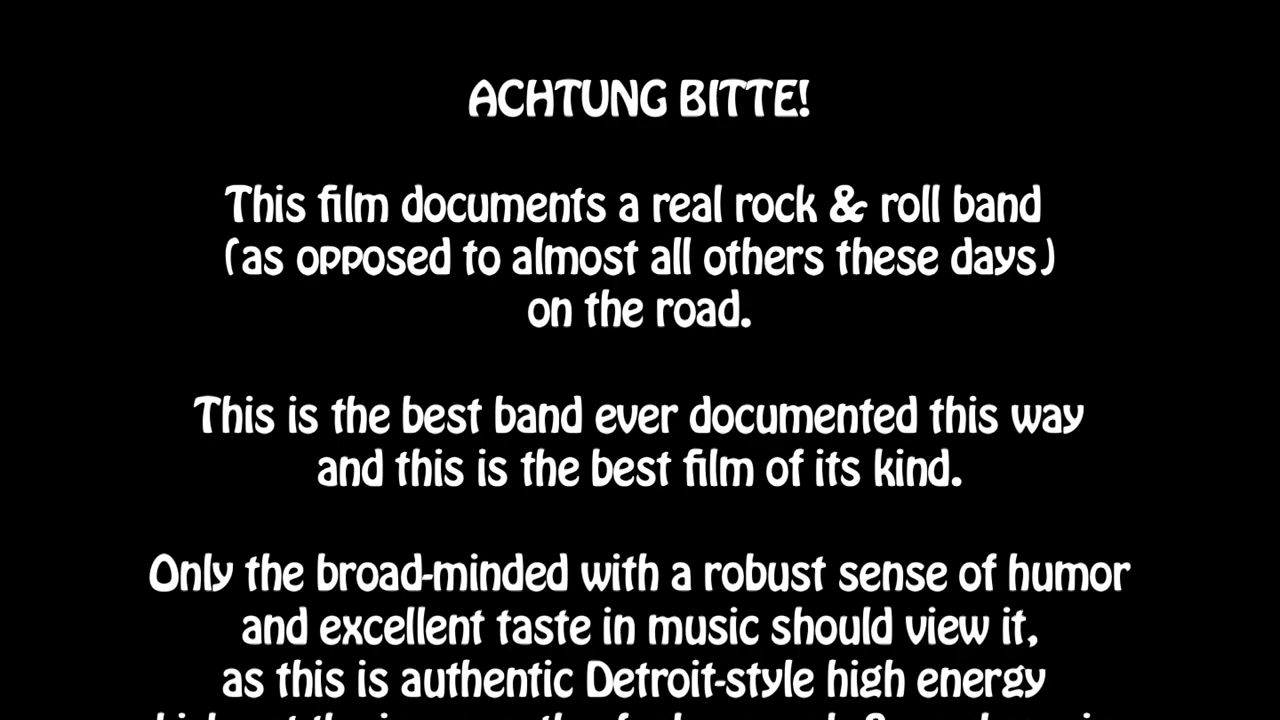 ACHTUNG BITTE!
This film documents a real rock & roll band
(as opposed to almost all others these days)
on the road.
This is the best band ever documented this way
and this is the best film of its kind.
Only the broad-minded with a robust sense of humor
and excellent taste in music should view it,
as this is authentic Detroit-style high energy